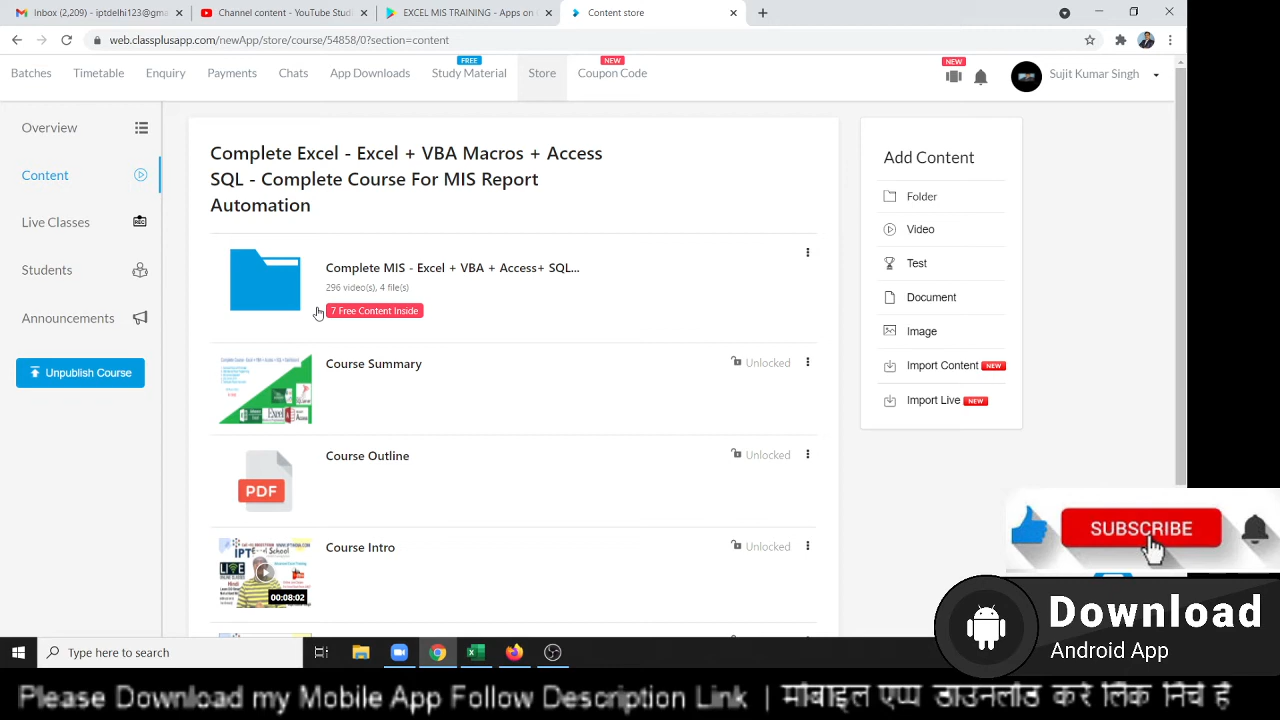 Inbox (2,209) - iptdelhi123@gma
Channel content - YouTube Studi
EXCEL MIS TRAINING - Apps on
Content store
web.classplusapp.com/newApp/store/course/54858/0?section=content
FREE
NEW
NEW
Batches
Timetable
Enquiry
Payments
Chats
App Downloads
Study Material
Store
Coupon Code
Sujit Kumar Singh
Overview
Content
Live Classes
REC
Students
Announcements
Unpublish Course
Complete Excel - Excel + VBA Macros + Access
SQL - Complete Course For MIS Report
Automation
Complete MIS - Excel + VBA + Access+ SQL...
296 video(s), 4 file(s)
7 Free Content Inside
Course Summary
Unlocked
Course Outline
Unlocked
PDF
Course Intro
Unlocked
00:08:02
Add Content
Folder
Video
Test
Document
Image
Import Content NEW
Import Live NEW
SUBSCRIBE
Download
Android App
Type here to search
Please Download my Mobile App Follow Description Link | मोबाइल एप्प डाउनलोड करे लिंक निचे है